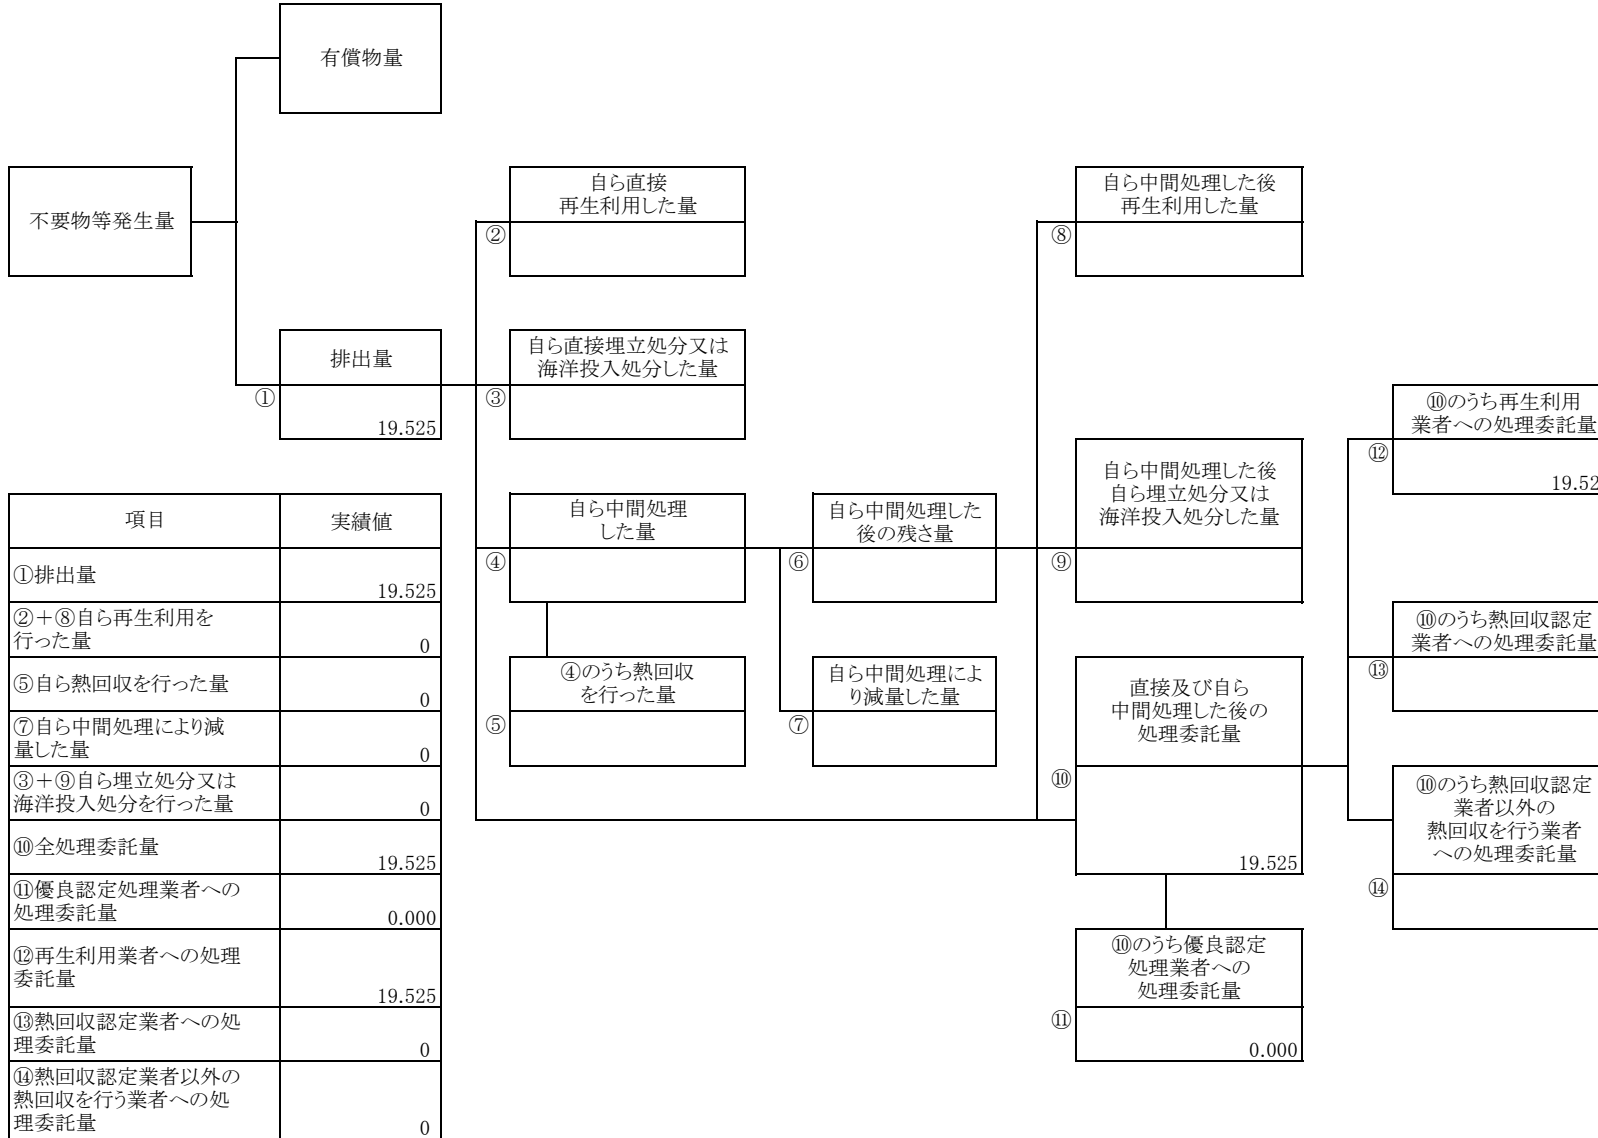 有償物量
不要物等発生量
自ら直接
再生利用した量
②
自ら中間処理した後
再生利用した量
⑧
排出量
①
19.525
自ら直接埋立処分又は
海洋投入処分した量
③
⑩のうち再生利用
業者への処理委託量
⑫
19.52
自ら中間処理
した量
④
自ら中間処理した
後の残さ量
⑥
自ら中間処理した後
自ら埋立処分又は
海洋投入処分した量
⑨
④のうち熱回収
を行った量
⑤
自ら中間処理によ
り減量した量
⑦
直接及び自ら
中間処理した後の
処理委託量
⑩
19.525
⑩のうち熱回収認定
業者への処理委託量
⑬
⑩のうち熱回収認定
業者以外の
熱回収を行う業者
への処理委託量
⑭
⑩のうち優良認定
処理業者への
処理委託量
⑪
0.000
項目 実績値
①排出量
19.525
②＋⑧自ら再生利用を
行った量
0
⑤自ら熱回収を行った量
0
⑦自ら中間処理により減
量した量
0
③＋⑨自ら埋立処分又は
海洋投入処分を行った量
0
⑩全処理委託量
19.525
⑪優良認定処理業者への
処理委託量
0.000
⑫再生利用業者への処理
委託量
19.525
⑬熱回収認定業者への処
理委託量
0
⑭熱回収認定業者以外の
熱回収を行う業者への処
理委託量
0